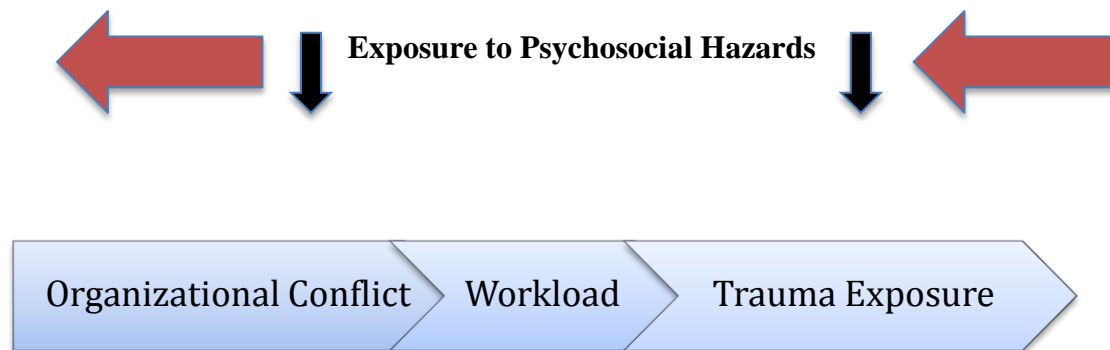 Exposure to Psychosocial Hazards
Organizational Conflict
Workload
Trauma Exposure